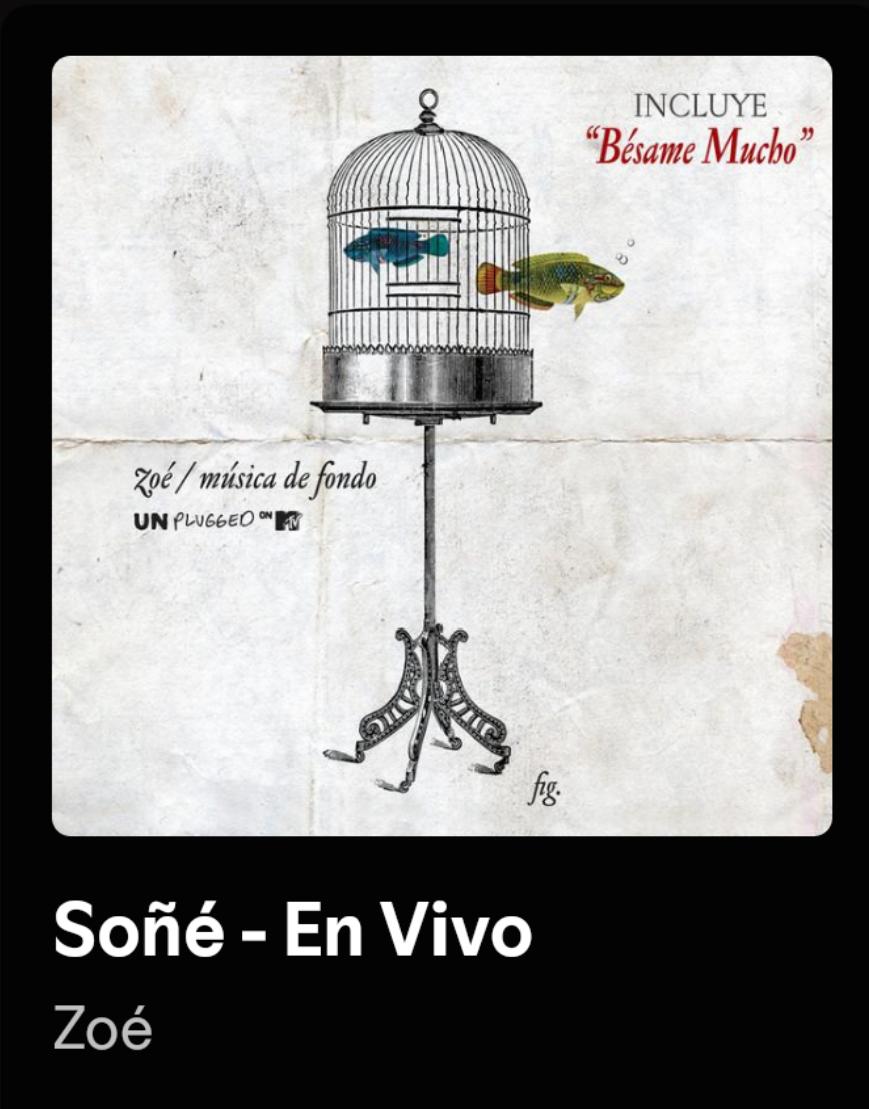 INCLUYE
“Bésame Mucho”
Zoé / música de fondo
UNPLUGGED ON MTV
fig.
Soñé - En Vivo
Zoé